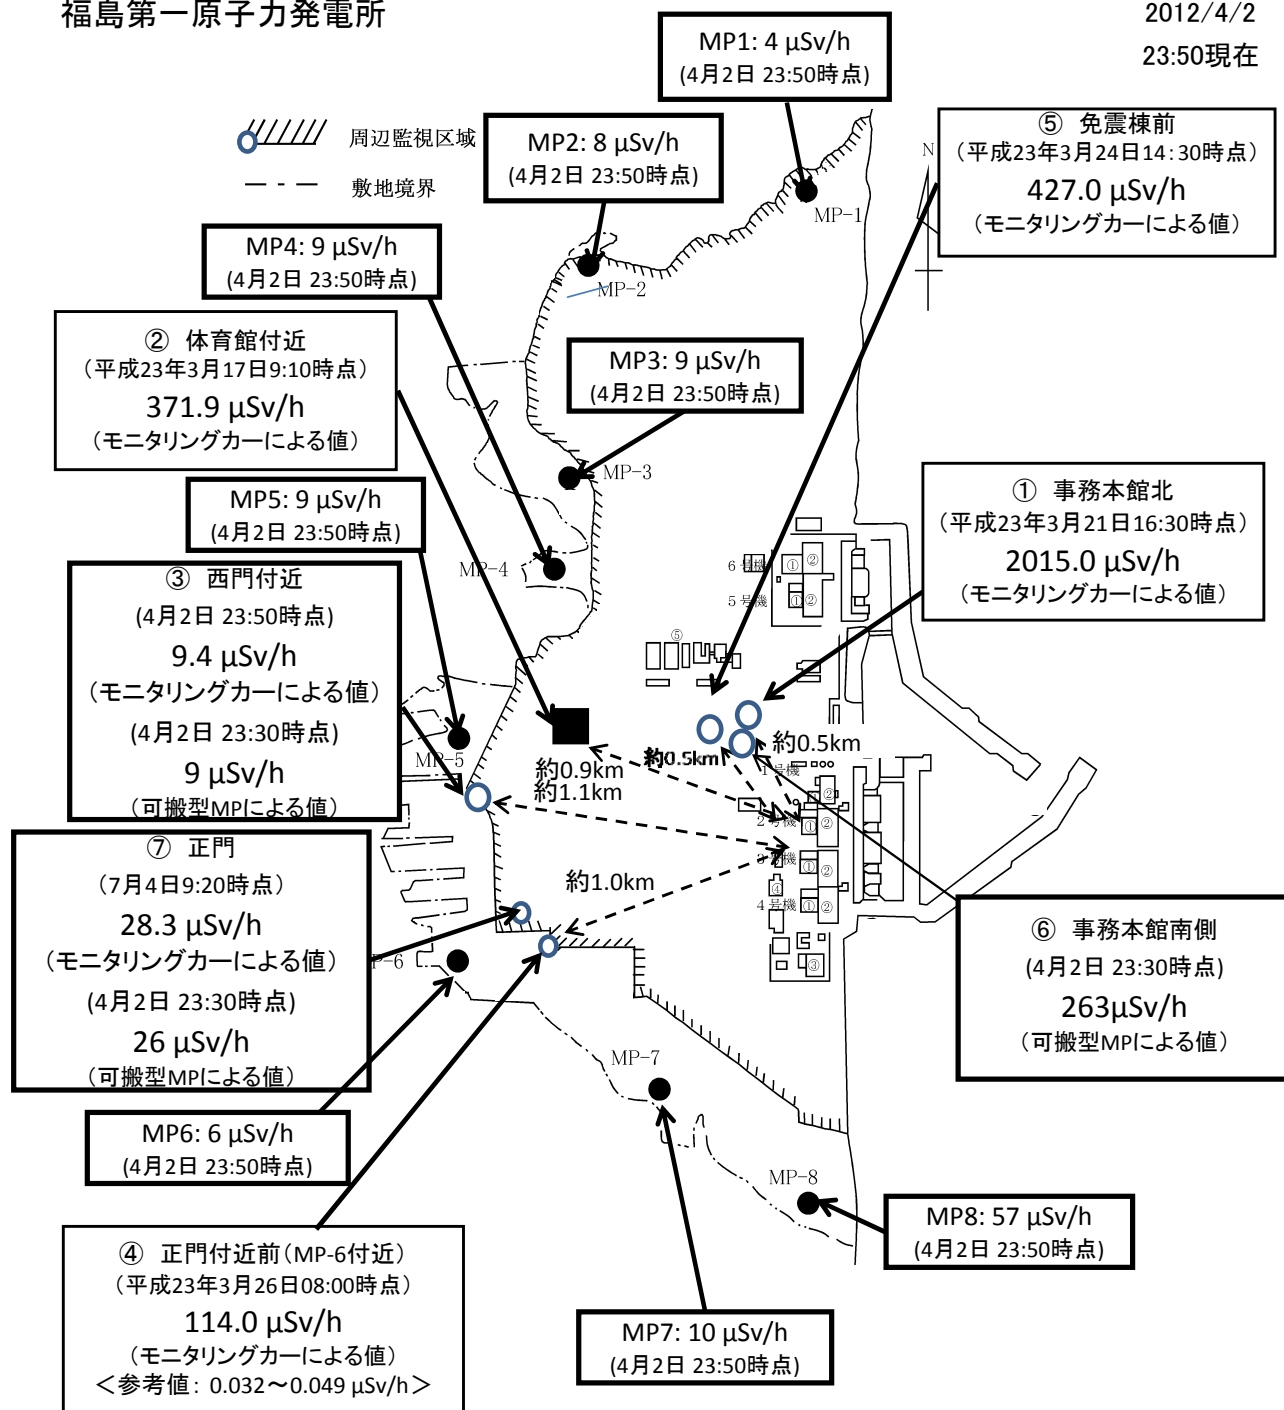 福島第一原子力発電所
2012/4/2
23:50現在
周辺監視区域
敷地境界
MP1: 4 μSv/h
(4月2日 23:50時点)
MP2: 8 μSv/h
(4月2日 23:50時点)
⑤ 免震棟前
（平成23年3月24日14:30時点）
427.0 μSv/h
（モニタリングカーによる値）
N
MP-1
MP4: 9 μSv/h
(4月2日 23:50時点)
MP-2
② 体育館付近
（平成23年3月17日9:10時点）
371.9 μSv/h
（モニタリングカーによる値）
MP3: 9 μSv/h
(4月2日 23:50時点)
MP-3
MP5: 9 μSv/h
(4月2日 23:50時点)
① 事務本館北
（平成23年3月21日16:30時点）
2015.0 μSv/h
（モニタリングカーによる値）
MP-4
6号機
①
②
5号機
①
②
⑤
③ 西門付近
(4月2日 23:50時点)
9.4 μSv/h
（モニタリングカーによる値）
(4月2日 23:30時点)
9 μSv/h
（可搬型MPによる値）
MP-5
約0.9km
約1.1km
約0.5km
約0.5km
1号機
①
②
2号機
①
②
3号機
①
②
④
4号機
①
②
③
約1.0km
⑦ 正門
(7月4日9:20時点)
28.3 μSv/h
（モニタリングカーによる値）
(4月2日 23:30時点)
26 μSv/h
（可搬型MPによる値）
P-6
⑥ 事務本館南側
(4月2日 23:30時点)
263μSv/h
（可搬型MPによる値）
MP-7
MP6: 6 μSv/h
(4月2日 23:50時点)
MP-8
MP8: 57 μSv/h
(4月2日 23:50時点)
④ 正門付近前（MP-6付近）
（平成23年3月26日08:00時点）
114.0 μSv/h
（モニタリングカーによる値）
＜参考値： 0.032～0.049 μSv/h＞
MP7: 10 μSv/h
(4月2日 23:50時点)